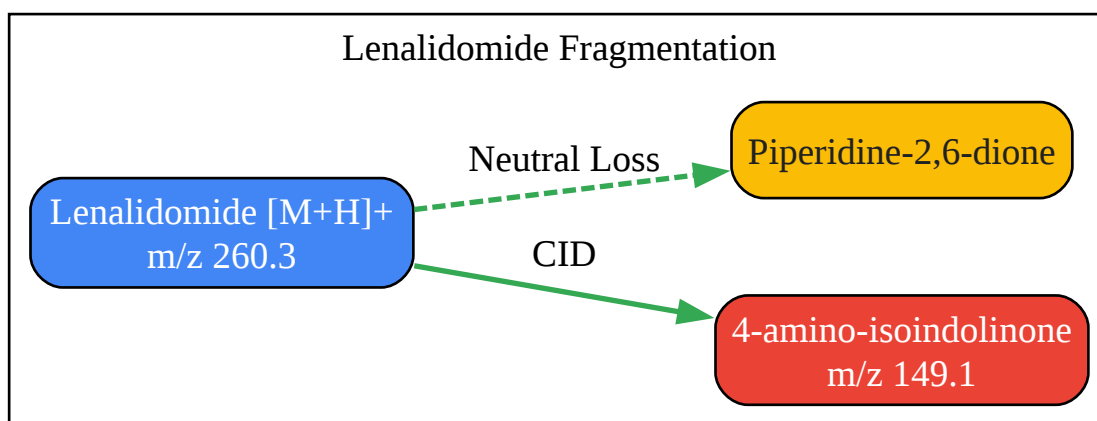 Lenalidomide Fragmentation
Neutral Loss
Piperidine-2,6-dione
Lenalidomide [M+H]+
m/z 260.3
CID
4-amino-isoindolinone
m/z 149.1